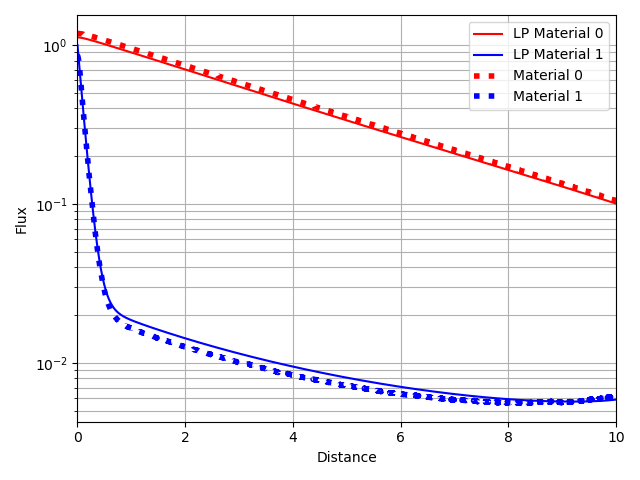 10⁰
10⁻¹
10⁻²
Flux
0 2 4 6 8 10
Distance
LP Material 0
LP Material 1
Material 0
Material 1